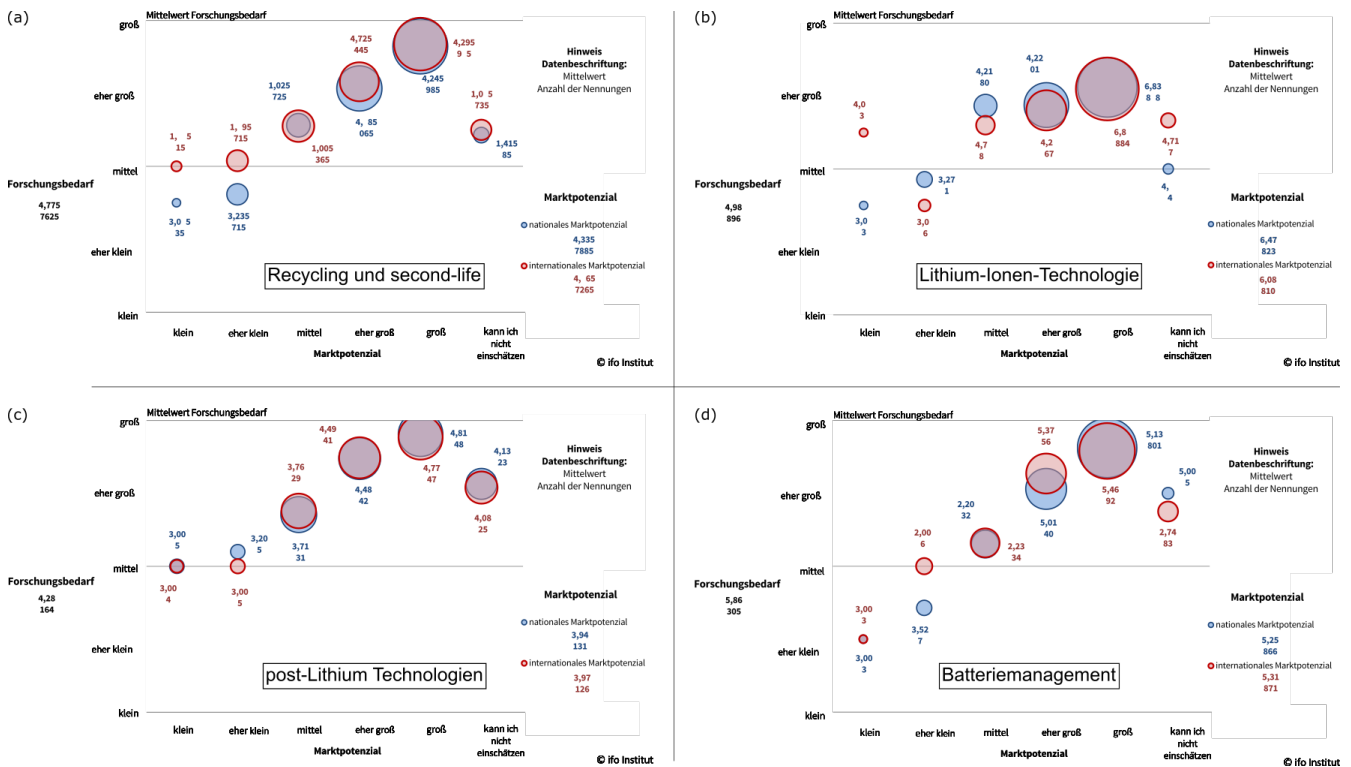 (a)
Mittelwert Forschungsbedarf
groß
eher groß
mittel
eher klein
klein
Forschungsbedarf
4,775
7625
1, 5
15
3,0 5
35
1, 95
715
3,235
715
1,025
725
1,005
365
4,725
445
4, 85
065
4,295
9 5
4,245
985
1,0 5
735
1,415
85
Hinweis
Datenbeschriftung:
Mittelwert
Anzahl der Nennungen
Marktpotenzial
nationales Marktpotenzial
4,335
7885
internationales Marktpotenzial
4, 65
7265
Recycling und second-life
klein
eher klein
mittel
eher groß
groß
kann ich
nicht
einschätzen
Marktpotenzial
© ifo Institut
(b)
Mittelwert Forschungsbedarf
groß
eher groß
mittel
eher klein
klein
Forschungsbedarf
4,98
896
4,0
3
3,0
3
3,27
1
3,0
6
4,21
80
4,7
8
4,22
01
4,2
67
6,83
8 8
6,8
884
4,71
7
4,
4
Hinweis
Datenbeschriftung:
Mittelwert
Anzahl der Nennungen
Marktpotenzial
nationales Marktpotenzial
6,47
823
internationales Marktpotenzial
6,08
810
Lithium-Ionen-Technologie
klein
eher klein
mittel
eher groß
groß
kann ich
nicht
einschätzen
Marktpotenzial
© ifo Institut
(c)
Mittelwert Forschungsbedarf
groß
eher groß
mittel
eher klein
klein
Forschungsbedarf
4,28
164
3,00
5
3,00
4
3,20
5
3,00
5
3,76
29
3,71
31
4,49
41
4,48
42
4,81
48
4,77
47
4,13
23
4,08
25
Hinweis
Datenbeschriftung:
Mittelwert
Anzahl der Nennungen
Marktpotenzial
nationales Marktpotenzial
3,94
131
internationales Marktpotenzial
3,97
126
post-Lithium Technologien
klein
eher klein
mittel
eher groß
groß
kann ich
nicht
einschätzen
Marktpotenzial
© ifo Institut
(d)
Mittelwert Forschungsbedarf
groß
eher groß
mittel
eher klein
klein
Forschungsbedarf
5,86
305
3,00
3
3,00
3
2,00
6
3,52
7
2,20
32
2,23
34
5,37
56
5,01
40
5,13
801
5,46
92
5,00
5
2,74
83
Hinweis
Datenbeschriftung:
Mittelwert
Anzahl der Nennungen
Marktpotenzial
nationales Marktpotenzial
5,25
866
internationales Marktpotenzial
5,31
871
Batteriemanagement
klein
eher klein
mittel
eher groß
groß
kann ich
nicht
einschätzen
Marktpotenzial
© ifo Institut